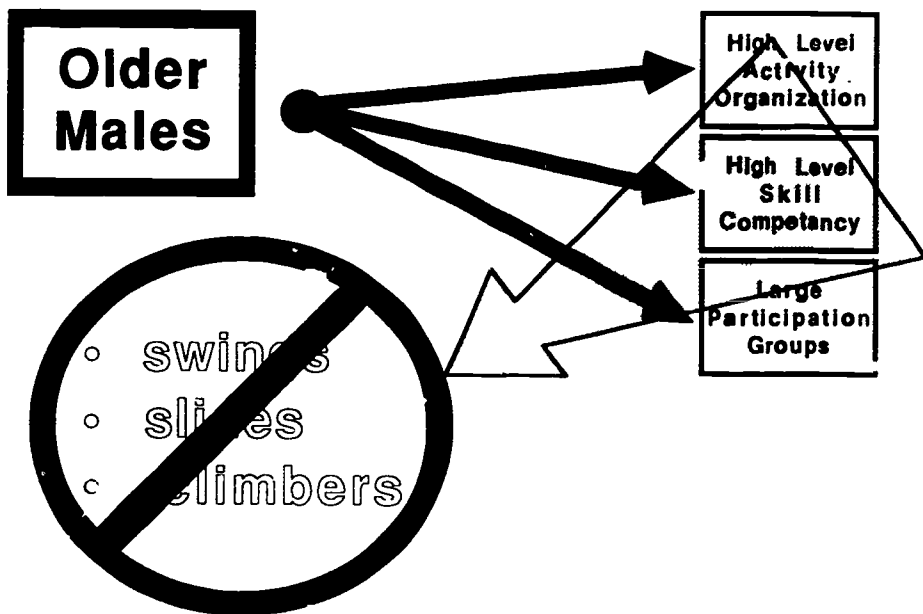 Older
Males
High Level
Activity
Organization
High Level
Skill
Competancy
Large
Participation
Groups
swings
slides
climbers